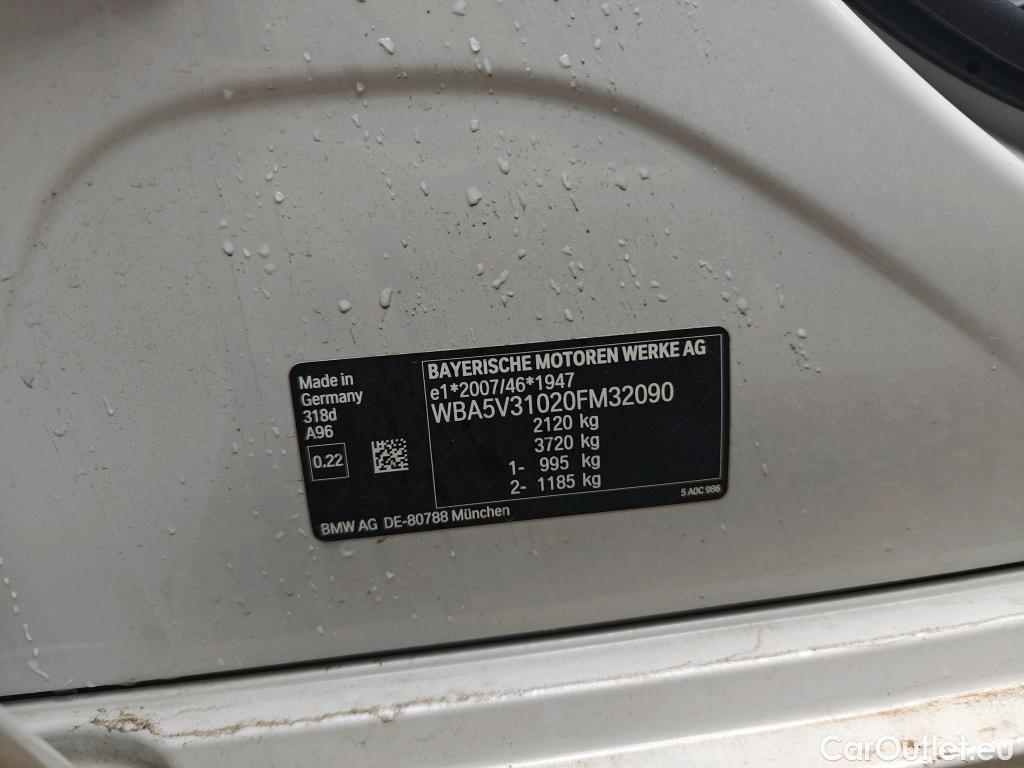 Made in
Germany
318d
A96
0.22
BAYERISCHE MOTOREN WERKE AG
e1*2007/46*1947
WBA5V31020FM32090
2120 kg
3720 kg
1- 995 kg
2- 1185 kg
5 A0C 986
BMW AG DE-80788 München
CarOutlet.eu